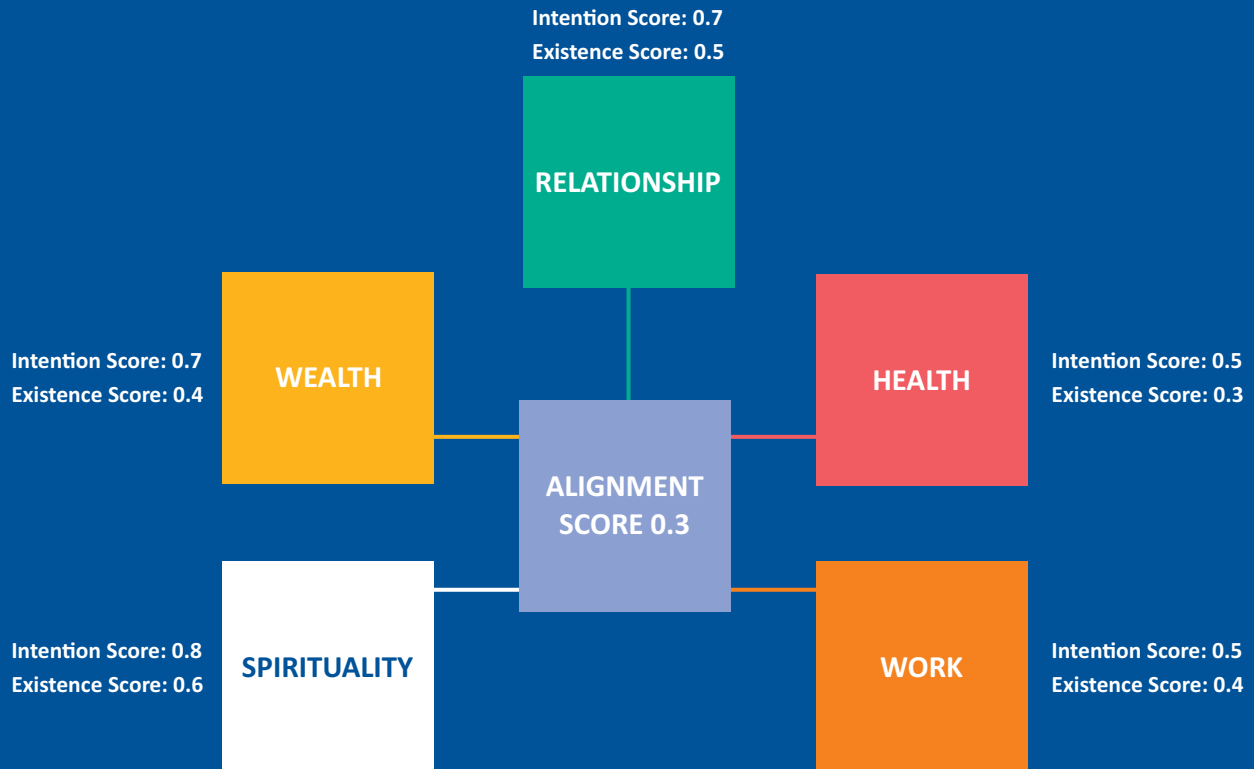 Intention Score: 0.7
Existence Score: 0.5
RELATIONSHIP
Intention Score: 0.7
Existence Score: 0.4
WEALTH
HEALTH
Intention Score: 0.5
Existence Score: 0.3
ALIGNMENT
SCORE 0.3
Intention Score: 0.8
Existence Score: 0.6
SPIRITUALITY
WORK
Intention Score: 0.5
Existence Score: 0.4